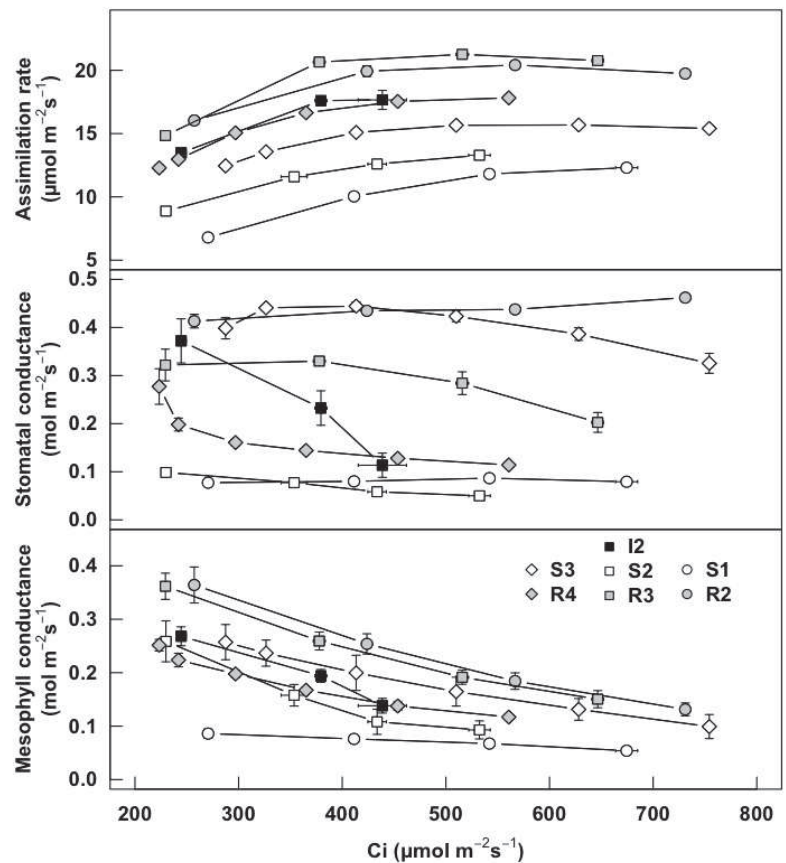 Assimilation rate
(µmol m⁻²s⁻¹)
20
15
10
5
Stomatal conductance
(mol m⁻²s⁻¹)
0.5
0.4
0.3
0.2
0.1
0.0
Mesophyll conductance
(mol m⁻²s⁻¹)
0.4
0.3
0.2
0.1
0.0
I2
S3 S2 S1
R4 R3 R2
200 300 400 500 600 700 800
Ci (µmol m⁻²s⁻¹)